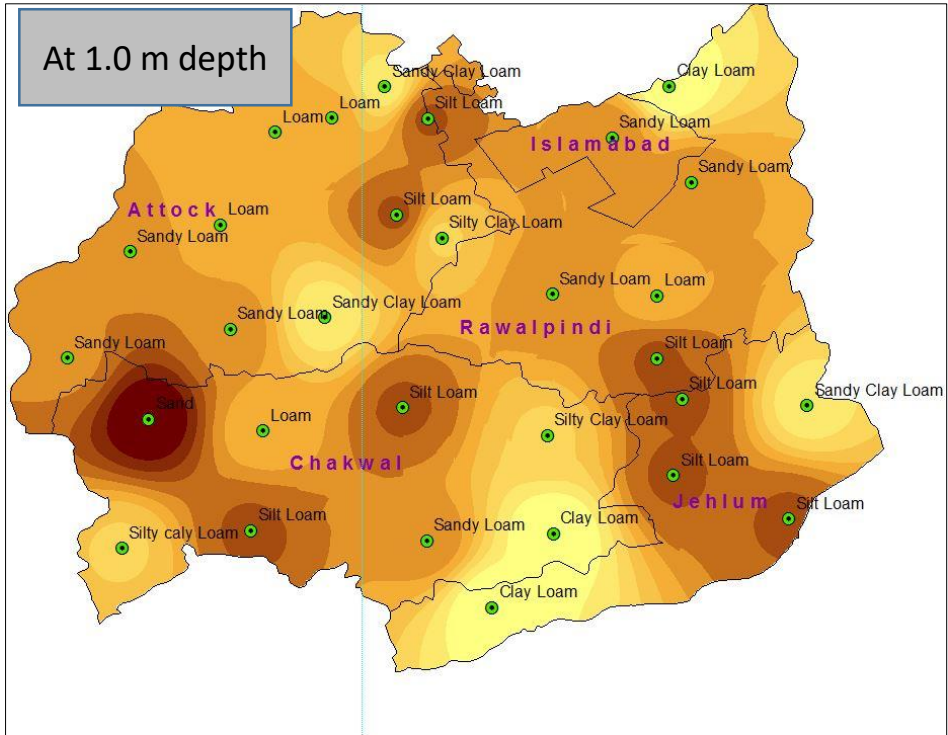 At 1.0 m depth
Sandy Clay Loam
Clay Loam
Loam
Silt Loam
Loam
Sandy Loam
Islamabad
Sandy Loam
Silt Loam
Attock
Loam
Silty Clay Loam
Sandy Loam
Sandy Loam
Loam
Sandy Clay Loam
Sandy Loam
Rawalpindi
Sandy Loam
Silt Loam
Silt Loam
Sandy Clay Loam
Silt Loam
Sand
Loam
Silty Clay Loam
Chakwal
Silt Loam
Jehlum
Silt Loam
Silt Loam
Sandy Loam
Clay Loam
Silty caly Loam
Clay Loam